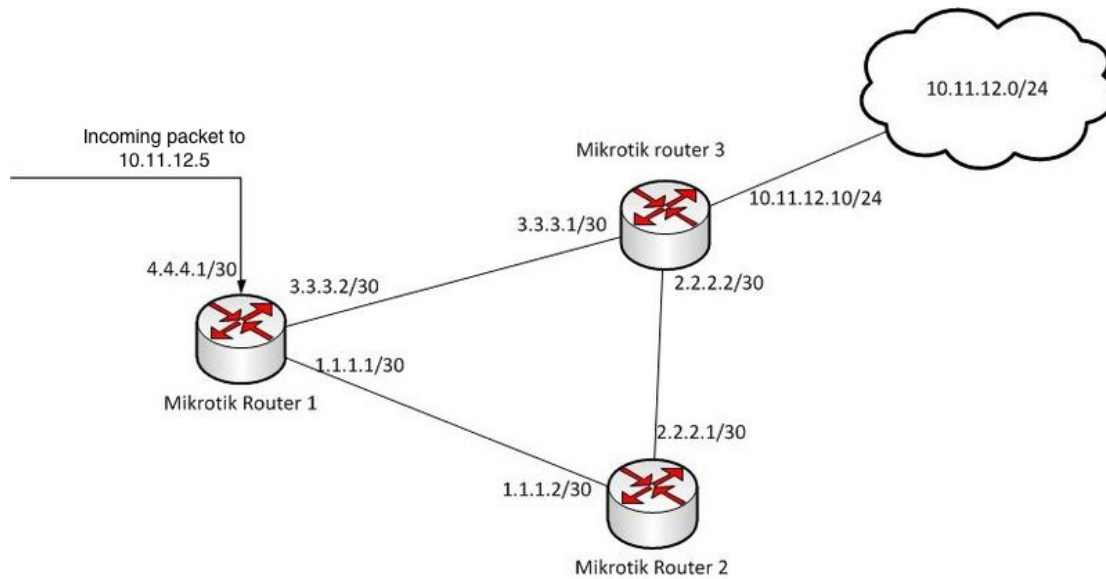 10.11.12.0/24
Incoming packet to
10.11.12.5
Mikrotik router 3
10.11.12.10/24
3.3.3.1/30
4.4.4.1/30
3.3.3.2/30
2.2.2.2/30
1.1.1.1/30
Mikrotik Router 1
2.2.2.1/30
1.1.1.2/30
Mikrotik Router 2